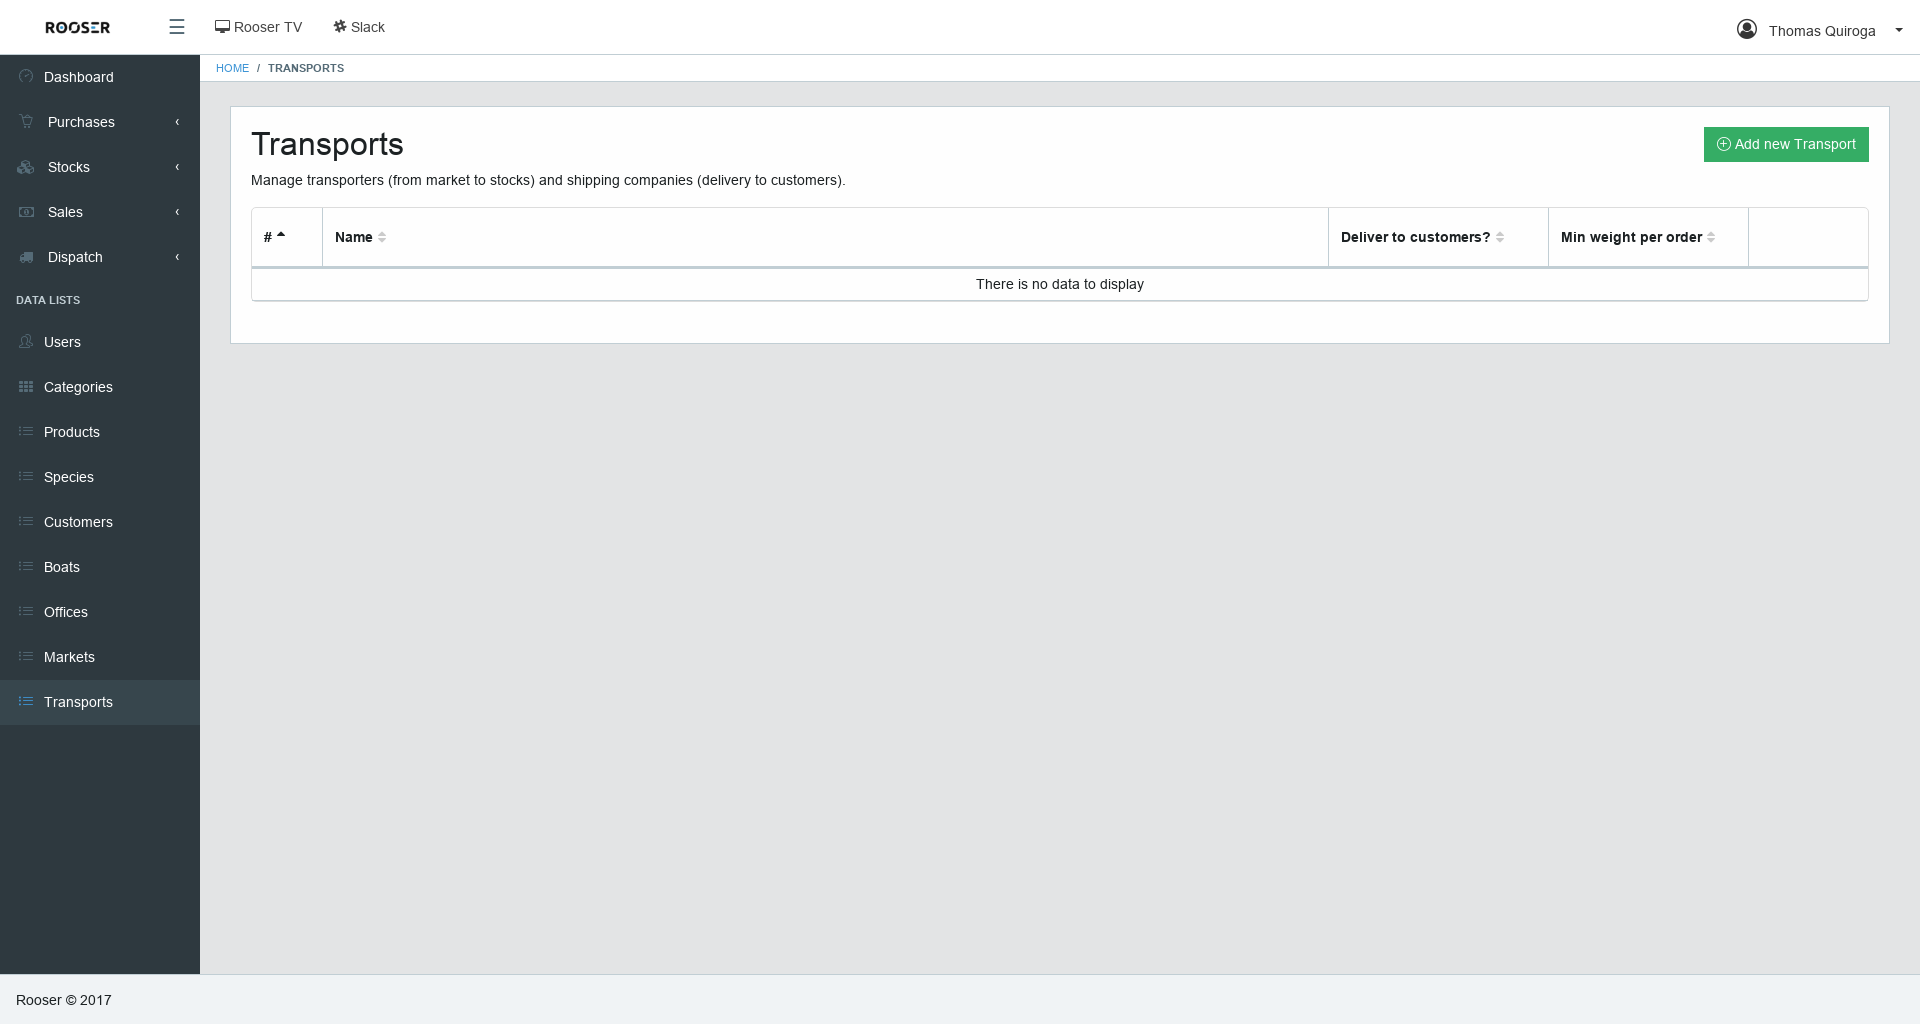 ROOSER
Rooser TV
Slack
Thomas Quiroga
HOME / TRANSPORTS
Dashboard
Purchases
Stocks
Sales
Dispatch
DATA LISTS
Users
Categories
Products
Species
Customers
Boats
Offices
Markets
Transports
Transports
Add new Transport
Manage transporters (from market to stocks) and shipping companies (delivery to customers).
# Name Deliver to customers? Min weight per order
There is no data to display
Rooser © 2017